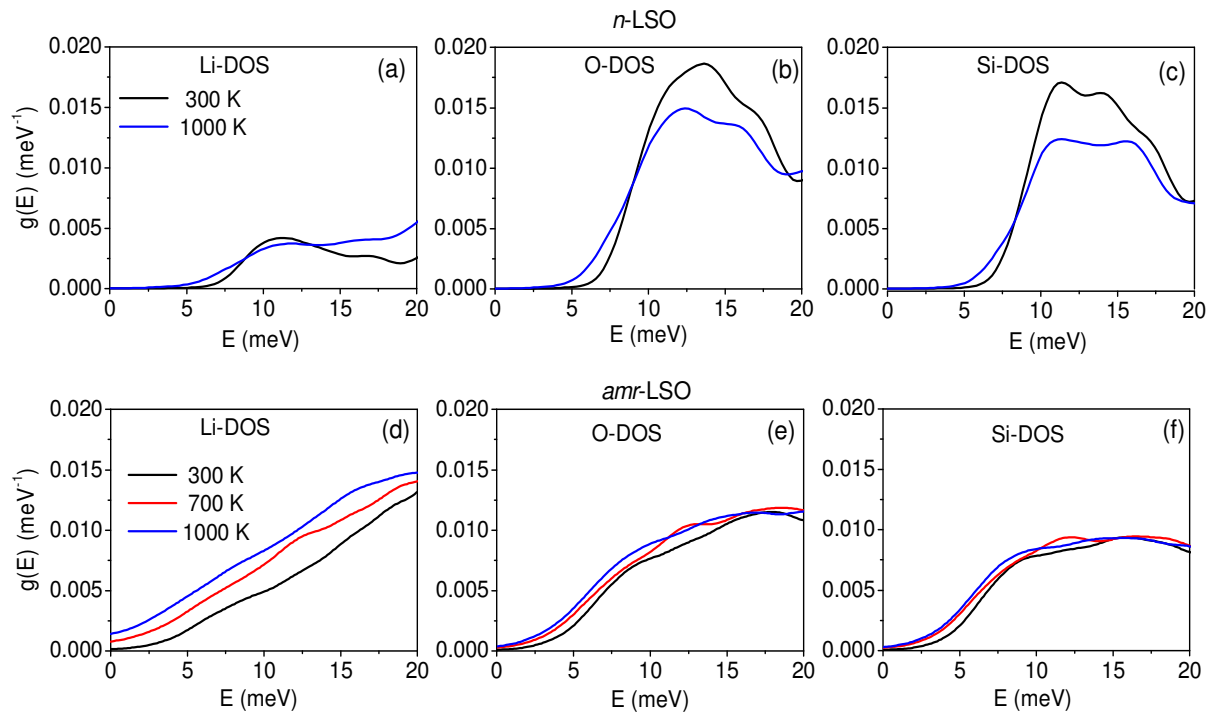 n-LSO
Li-DOS (a)
300 K
1000 K
g(E) (meV⁻¹)
0.020
0.015
0.010
0.005
0.000
0 5 10 15 20
E (meV)
O-DOS (b)
0.020
0.015
0.010
0.005
0.000
0 5 10 15 20
E (meV)
Si-DOS (c)
0.020
0.015
0.010
0.005
0.000
0 5 10 15 20
E (meV)
amr-LSO
Li-DOS (d)
300 K
700 K
1000 K
g(E) (meV⁻¹)
0.020
0.015
0.010
0.005
0.000
0 5 10 15 20
E (meV)
O-DOS (e)
0.020
0.015
0.010
0.005
0.000
0 5 10 15 20
E (meV)
Si-DOS (f)
0.020
0.015
0.010
0.005
0.000
0 5 10 15 20
E (meV)